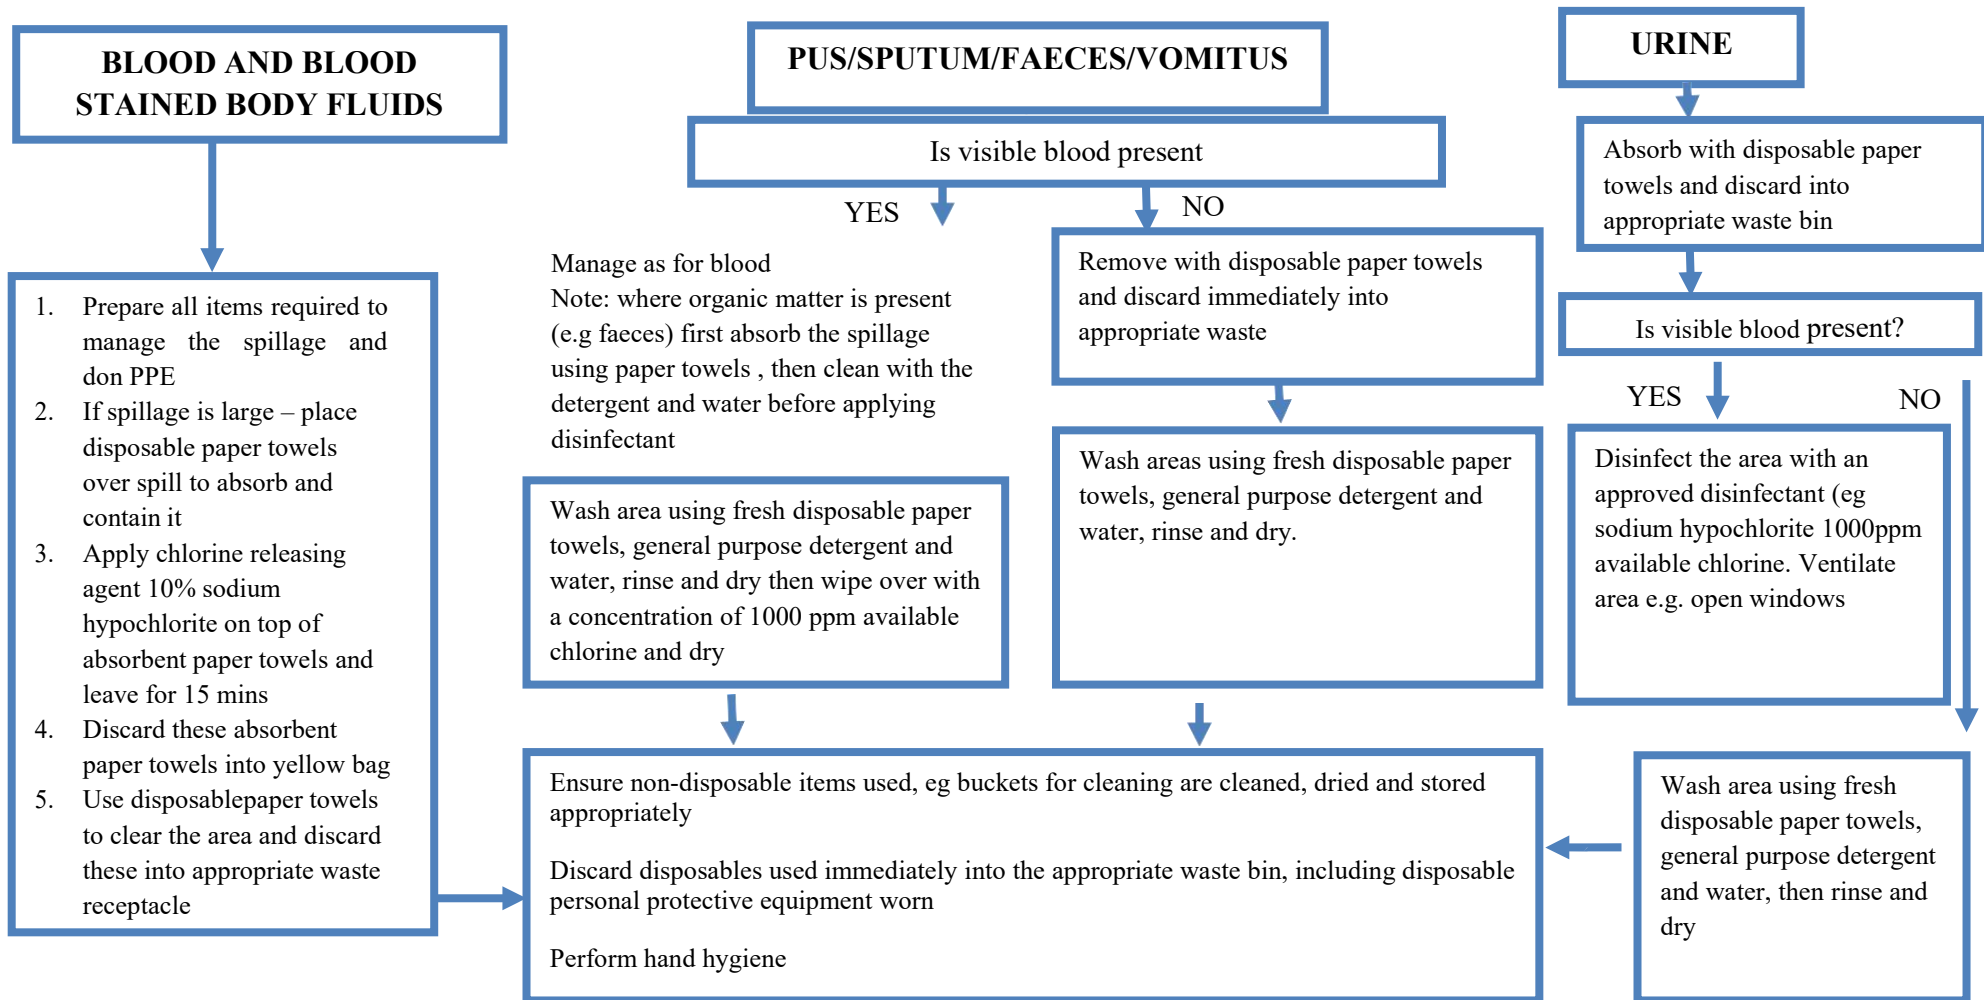 BLOOD AND BLOOD
STAINED BODY FLUIDS
1. Prepare all items required to
manage the spillage and
don PPE
2. If spillage is large – place
disposable paper towels
over spill to absorb and
contain it
3. Apply chlorine releasing
agent 10% sodium
hypochlorite on top of
absorbent paper towels and
leave for 15 mins
4. Discard these absorbent
paper towels into yellow bag
5. Use disposablepaper towels
to clear the area and discard
these into appropriate waste
receptacle
PUS/SPUTUM/FAECES/VOMITUS
Is visible blood present
YES
Manage as for blood
Note: where organic matter is present
(e.g faeces) first absorb the spillage
using paper towels , then clean with the
detergent and water before applying
disinfectant
Wash area using fresh disposable paper
towels, general purpose detergent and
water, rinse and dry then wipe over with
a concentration of 1000 ppm available
chlorine and dry
NO
Remove with disposable paper towels
and discard immediately into
appropriate waste
Wash areas using fresh disposable paper
towels, general purpose detergent and
water, rinse and dry.
URINE
Absorb with disposable paper
towels and discard into
appropriate waste bin
Is visible blood present?
YES
Disinfect the area with an
approved disinfectant (eg
sodium hypochlorite 1000ppm
available chlorine. Ventilate
area e.g. open windows
NO
Wash area using fresh
disposable paper towels,
general purpose detergent
and water, then rinse and
dry
Ensure non-disposable items used, eg buckets for cleaning are cleaned, dried and stored
appropriately
Discard disposables used immediately into the appropriate waste bin, including disposable
personal protective equipment worn
Perform hand hygiene